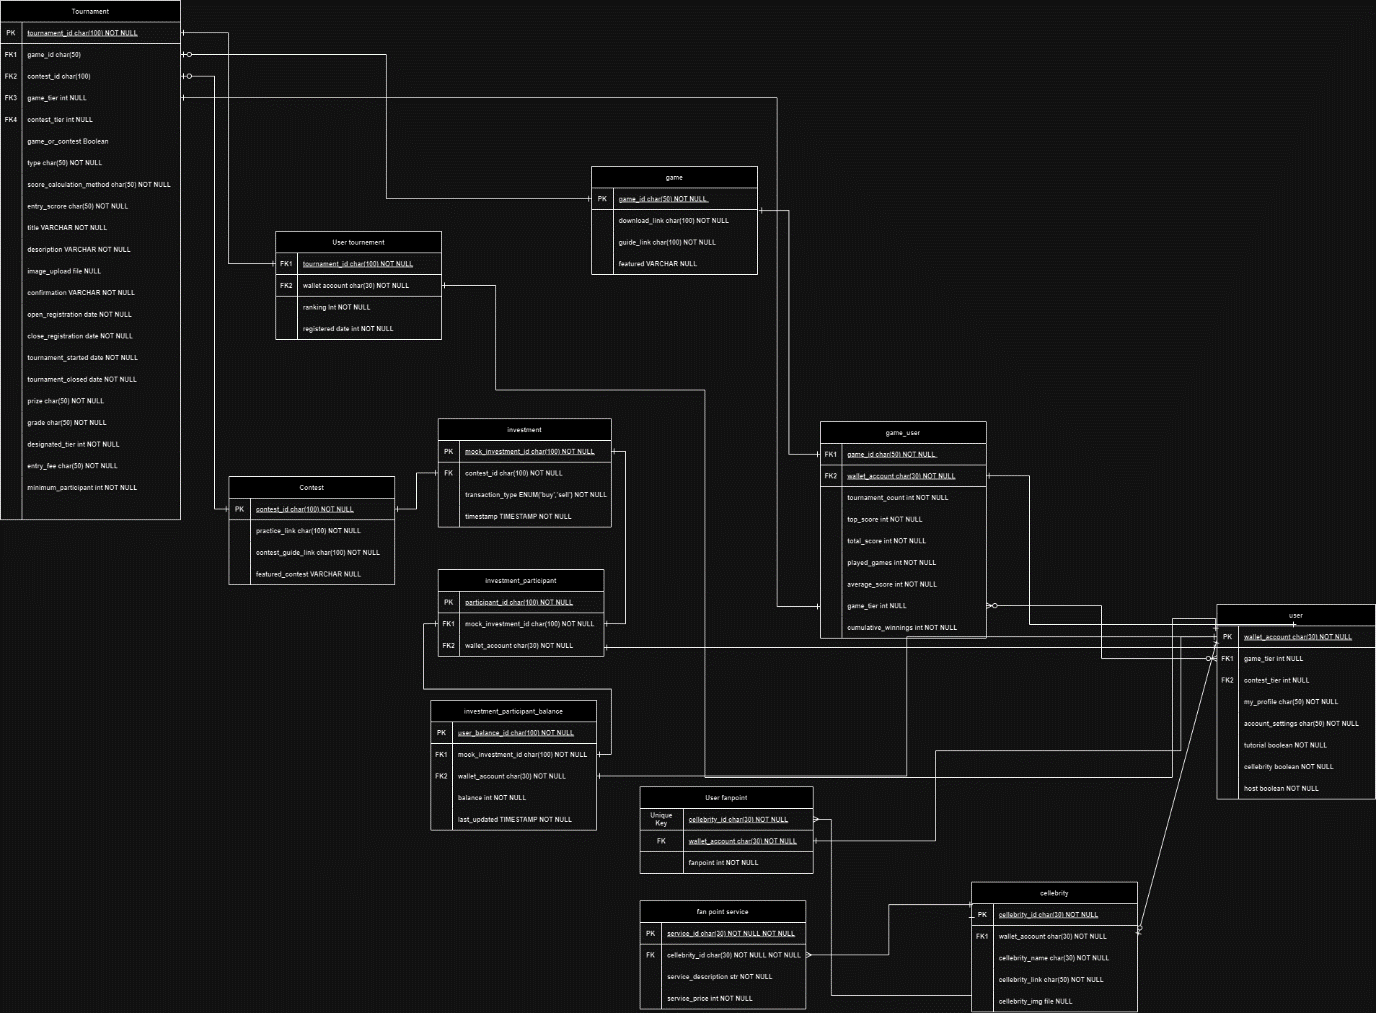 Tournament
PK tournament_id char(100) NOT NULL
FK1 game_id char(50)
FK2 contest_id char(100)
FK3 game_tier int NULL
FK4 contest_tier int NULL
game_or_contest Boolean
type char(50) NOT NULL
score_calculation_method char(50) NOT NULL
entry_scrore char(50) NOT NULL
title VARCHAR NOT NULL
description VARCHAR NOT NULL
image_upload file NULL
confirmation VARCHAR NOT NULL
open_registration date NOT NULL
close_registration date NOT NULL
tournament_started date NOT NULL
tournament_closed date NOT NULL
prize char(50) NOT NULL
grade char(50) NOT NULL
designated_tier int NOT NULL
entry_fee char(50) NOT NULL
minimum_participant int NOT NULL
game
PK game_id char(50) NOT NULL
download_link char(100) NOT NULL
guide_link char(100) NOT NULL
featured VARCHAR NULL
User tournement
FK1 tournament_id char(100) NOT NULL
FK2 wallet account char(30) NOT NULL
ranking Int NOT NULL
registered date int NOT NULL
investment
PK mock_investment_id char(100) NOT NULL
FK contest_id char(100) NOT NULL
transaction_type ENUM('buy','sell') NOT NULL
timestamp TIMESTAMP NOT NULL
game_user
FK1 game_id char(50) NOT NULL
FK2 wallet_account char(30) NOT NULL
tournament_count int NOT NULL
top_score int NOT NULL
total_score int NOT NULL
played_games int NOT NULL
average_score int NOT NULL
game_tier int NULL
cumulative_winnings int NOT NULL
Contest
PK contest_id char(100) NOT NULL
practice_link char(100) NOT NULL
contest_guide_link char(100) NOT NULL
featured_contest VARCHAR NULL
investment_participant
PK participant_id char(100) NOT NULL
FK1 mock_investment_id char(100) NOT NULL
FK2 wallet_account char(30) NOT NULL
user
PK wallet_account char(30) NOT NULL
FK1 game_tier int NULL
FK2 contest_tier int NULL
my_profile char(50) NOT NULL
account_settings char(50) NOT NULL
tutorial boolean NOT NULL
cellebrity boolean NOT NULL
host boolean NOT NULL
investment_participant_balance
PK user_balance_id char(100) NOT NULL
FK1 mock_investment_id char(100) NOT NULL
FK2 wallet_account char(30) NOT NULL
balance int NOT NULL
last_updated TIMESTAMP NOT NULL
User fanpoint
Unique
Key cellebrity_id char(30) NOT NULL
FK wallet_account char(30) NOT NULL
fanpoint int NOT NULL
cellebrity
PK cellebrity_id char(30) NOT NULL
FK1 wallet_account char(30) NOT NULL
cellebrity_name char(30) NOT NULL
cellebrity_link char(50) NOT NULL
cellebrity_img file NULL
fan point service
PK service_id char(30) NOT NULL NOT NULL
FK cellebrity_id char(30) NOT NULL NOT NULL
service_description str NOT NULL
service_price int NOT NULL